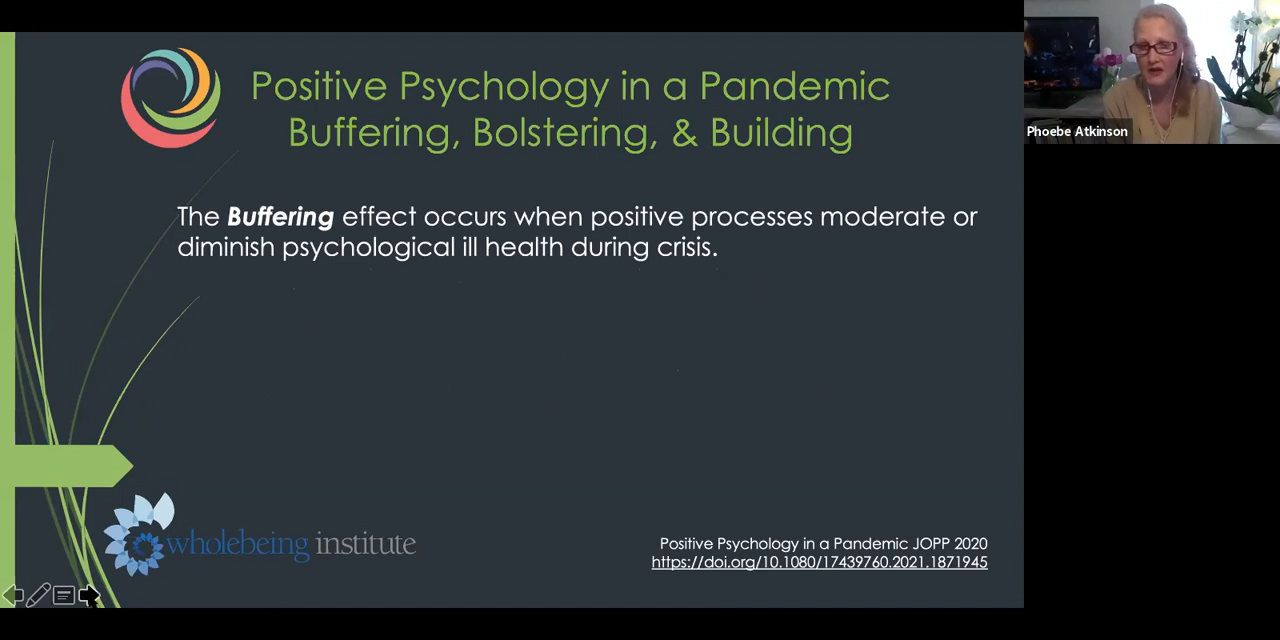 Positive Psychology in a Pandemic
Buffering, Bolstering, & Building
The Buffering effect occurs when positive processes moderate or
diminish psychological ill health during crisis.
wholebeing institute
Positive Psychology in a Pandemic JOPP 2020
https://doi.org/10.1080/17439760.2021.1871945
Phoebe Atkinson